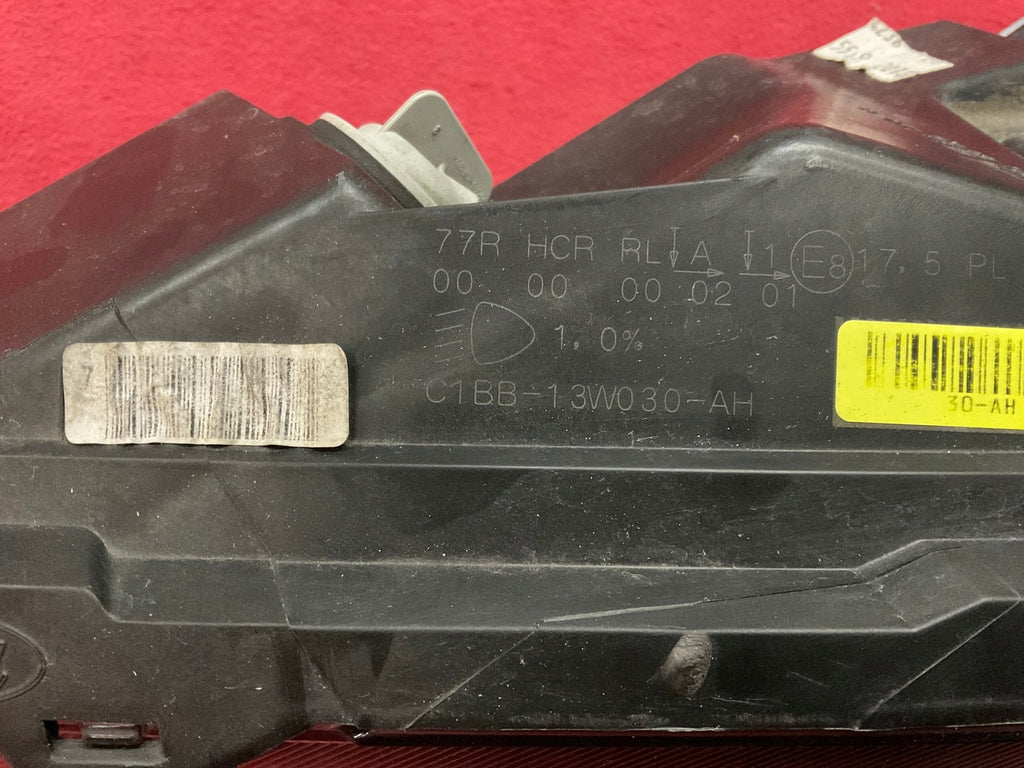 77R HCR RL A 1 E8 17,5 PL
00 00 00 02 01
1,0%
C1BB-13W030-AH
7
30-AH